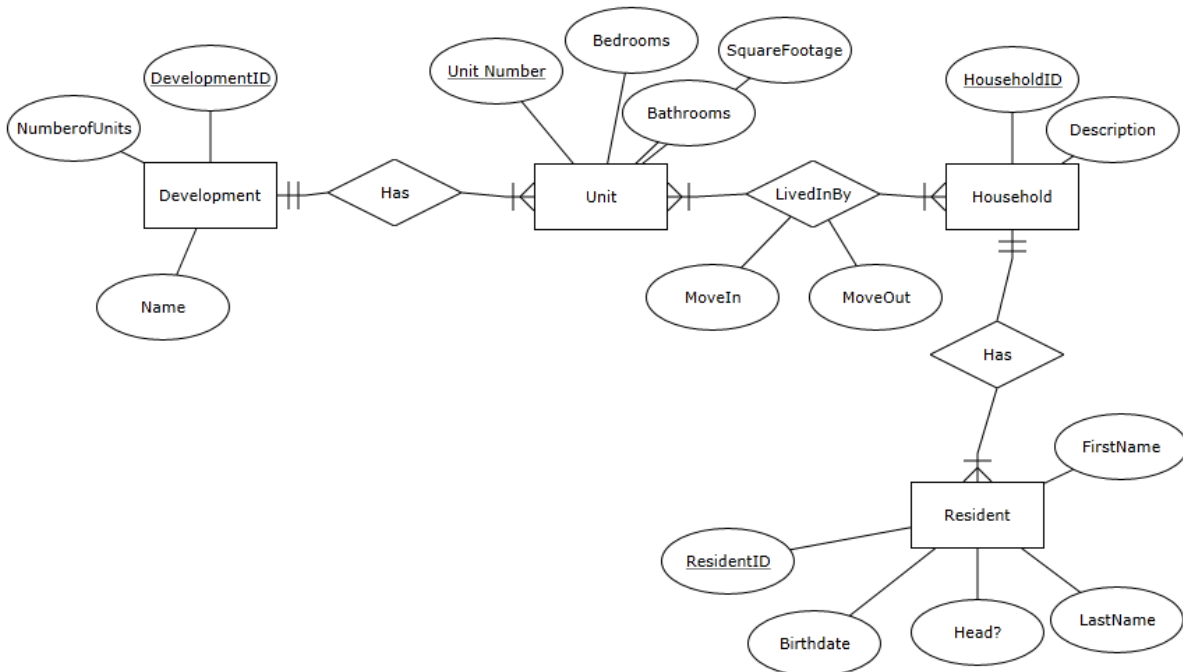 Bedrooms
SquareFootage
Unit Number
DevelopmentID
HouseholdID
NumberofUnits
Bathrooms
Description
Development
Has
Unit
LivedInBy
Household
Name
MoveIn
MoveOut
Has
FirstName
Resident
ResidentID
LastName
Birthdate
Head?